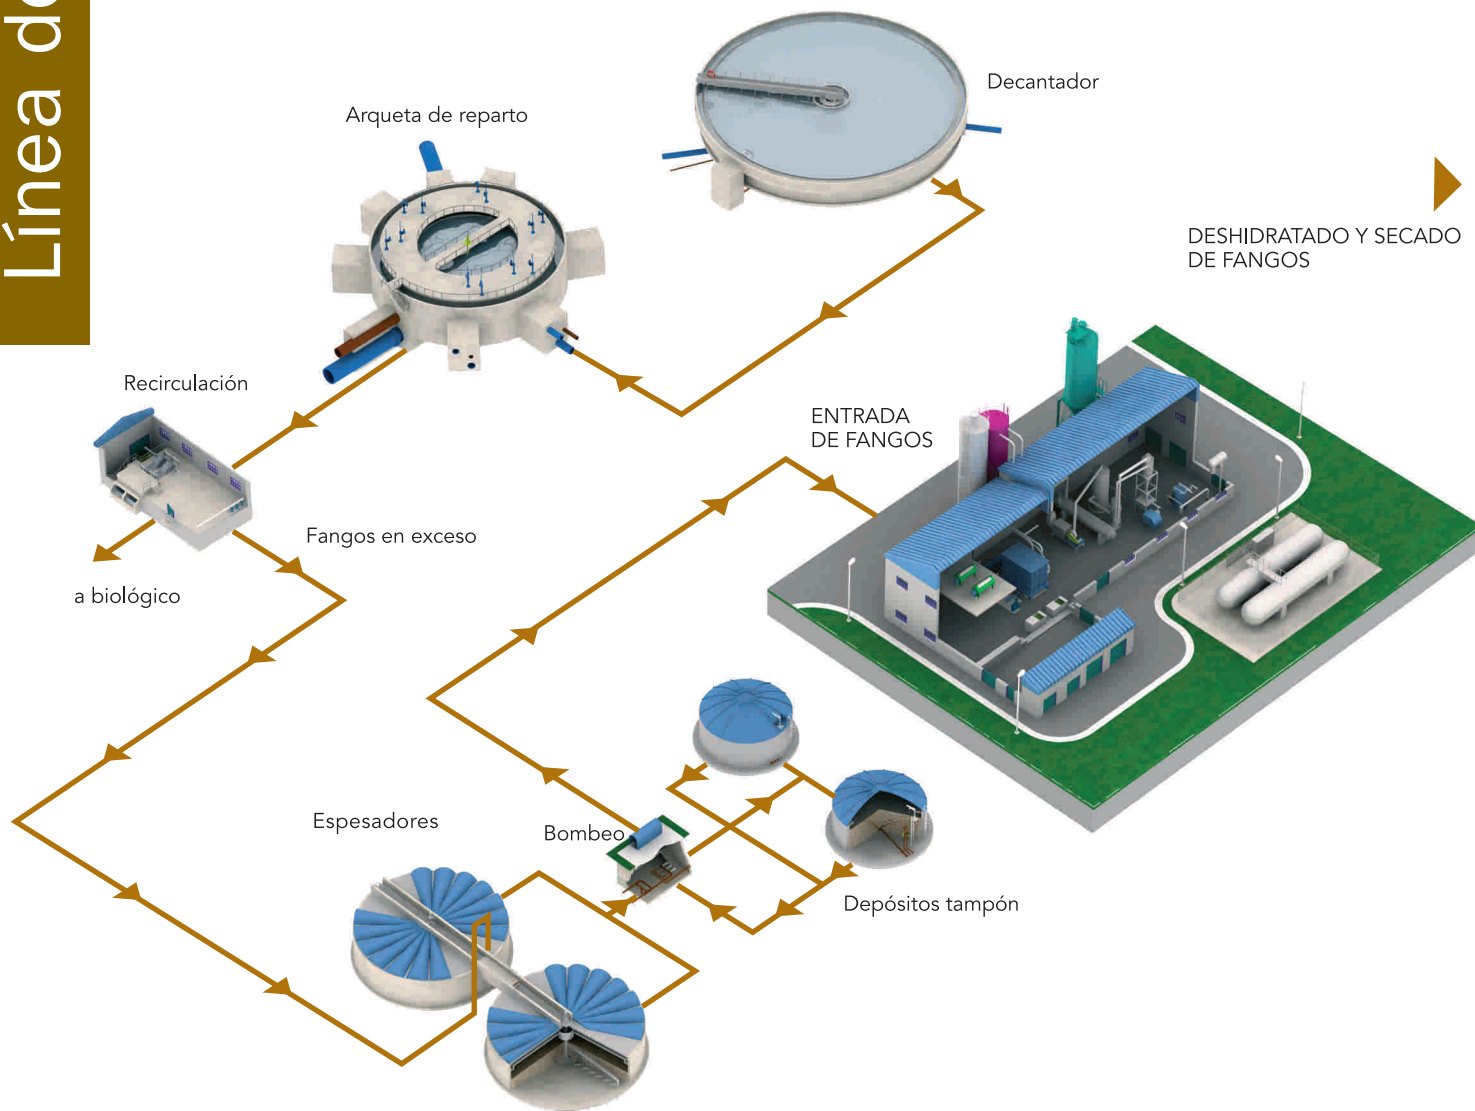 Línea de
Decantador
Arqueta de reparto
DESHIDRATADO Y SECADO
DE FANGOS
Recirculación
ENTRADA
DE FANGOS
Fangos en exceso
a biológico
Espesadores
Bombeo
Depósitos tampón